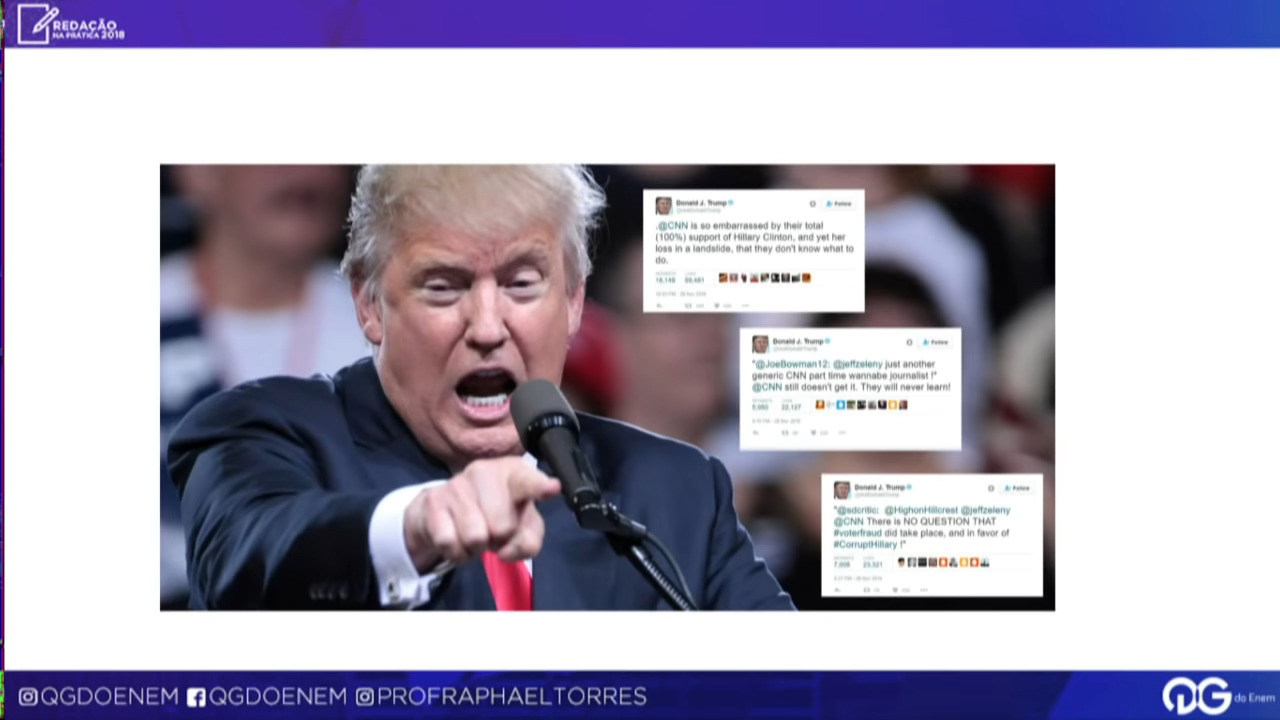 REDAÇÃO
NA PRÁTICA 2018
Donald J. Trump
Follow
.@CNN is so embarrassed by their total
(100%) support of Hillary Clinton, and yet her
loss in a landslide, that they don't know what to
do.
Donald J. Trump
Follow
"@JoeBowman12: @jeffzeleny just another
generic CNN part time wannabe journalist !"
@CNN still doesn't get it. They will never learn!
22,127
Donald J. Trump
Follow
"@sdcritic: @HighonHillcrest @jeffzeleny
@CNN There is NO QUESTION THAT
#voterfraud did take place, and in favor of
#CorruptHillary !"
23,321
QGDOENEM QGDOENEM @PROFRAPHAELTORRES
QG do Enem